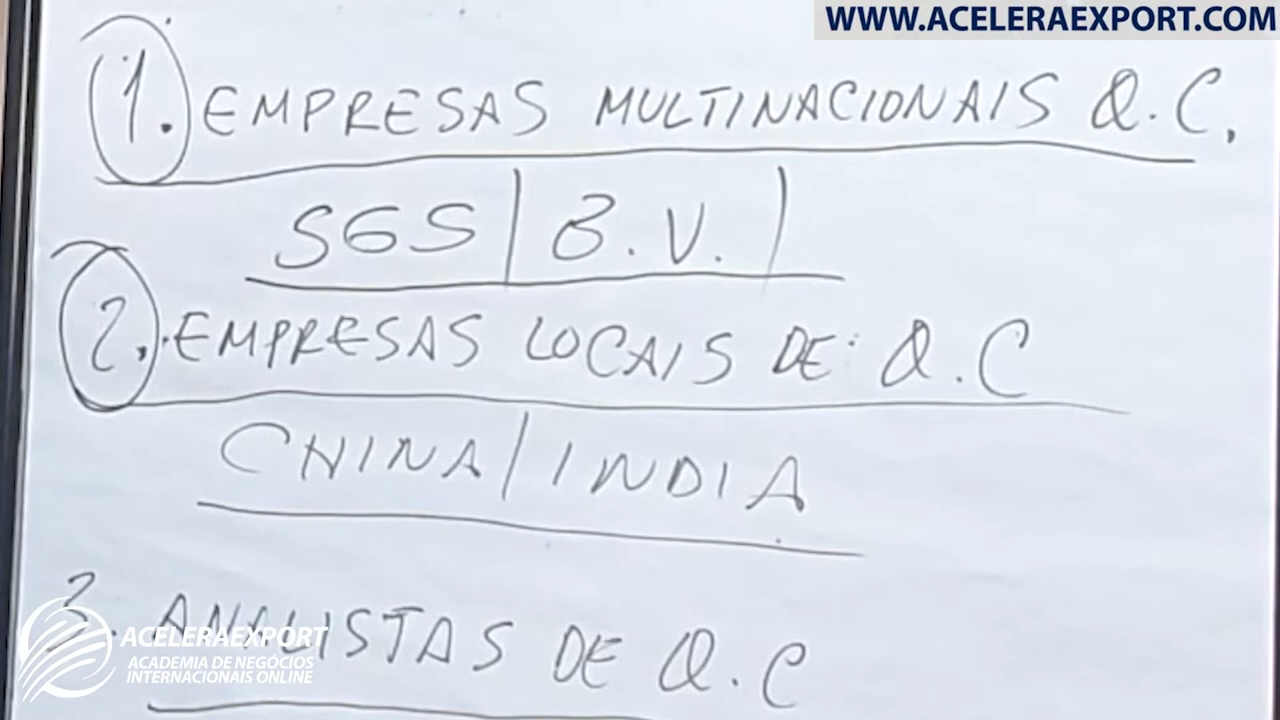 WWW.ACELERAEXPORT.COM
1. EMPRESAS MULTINACIONAIS Q.C.
SGS | B.V. |
2. EMPRESAS LOCAIS DE Q.C
CHINA | INDIA
3. ANALISTAS DE Q.C
ACELERAEXPORT
ACADEMIA DE NEGÓCIOS
INTERNACIONAIS ONLINE